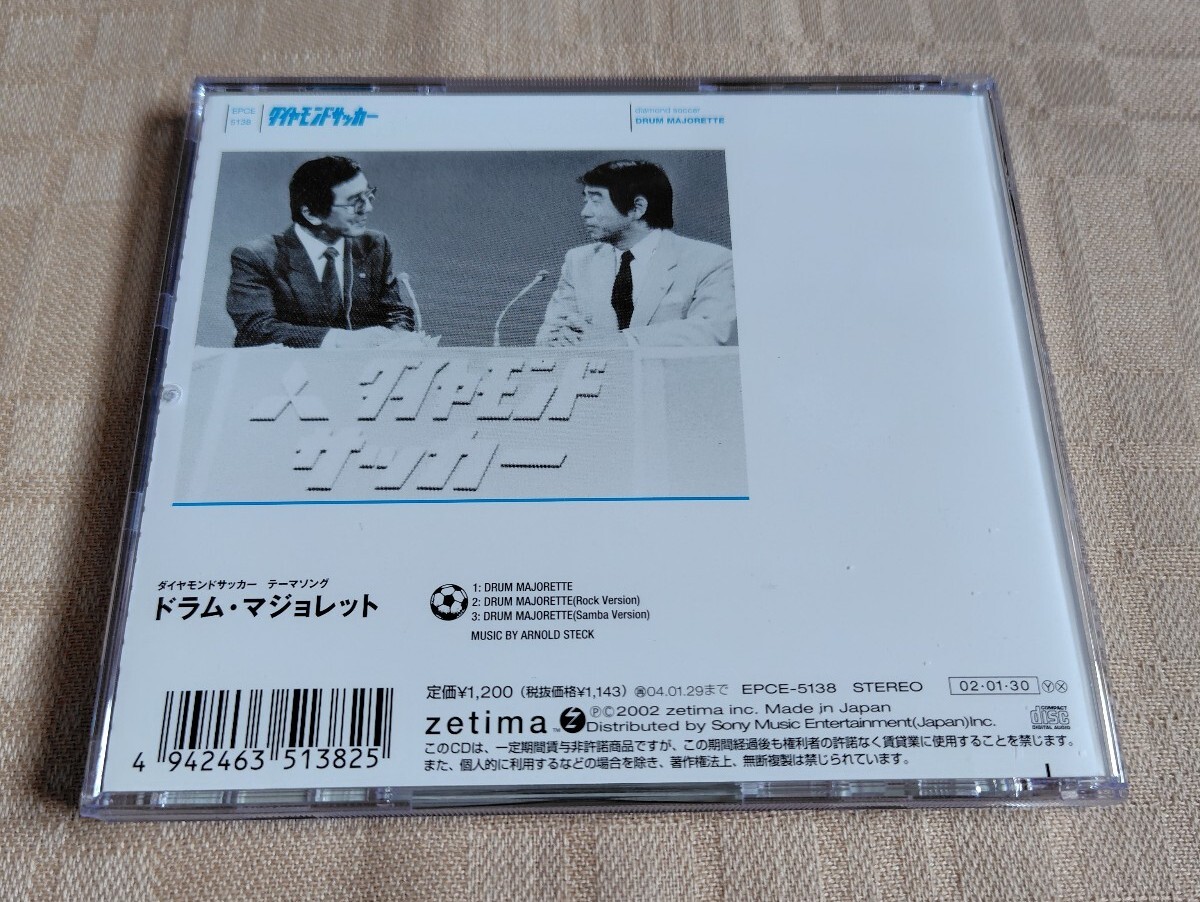 EPCE
5138
ダイヤモンドサッカー
diamond soccer
DRUM MAJORETTE
ダイヤモンド
サッカー
ダイヤモンドサッカー テーマソング
ドラム・マジョレット
1: DRUM MAJORETTE
2: DRUM MAJORETTE(Rock Version)
3: DRUM MAJORETTE(Samba Version)
MUSIC BY ARNOLD STECK
4 942463 513825
定価¥1,200（税抜価格¥1,143）㊢04.01.29まで EPCE-5138 STEREO 02・01・30 ⓎⓍ
zetima™ Z ℗©2002 zetima inc. Made in Japan
Distributed by Sony Music Entertainment(Japan)Inc.
COMPACT
disc
DIGITAL AUDIO
このCDは、一定期間貸与非許諾商品ですが、この期間経過後も権利者の許諾なく賃貸業に使用することを禁じます。
また、個人的に利用するなどの場合を除き、著作権法上、無断複製は禁じられています。